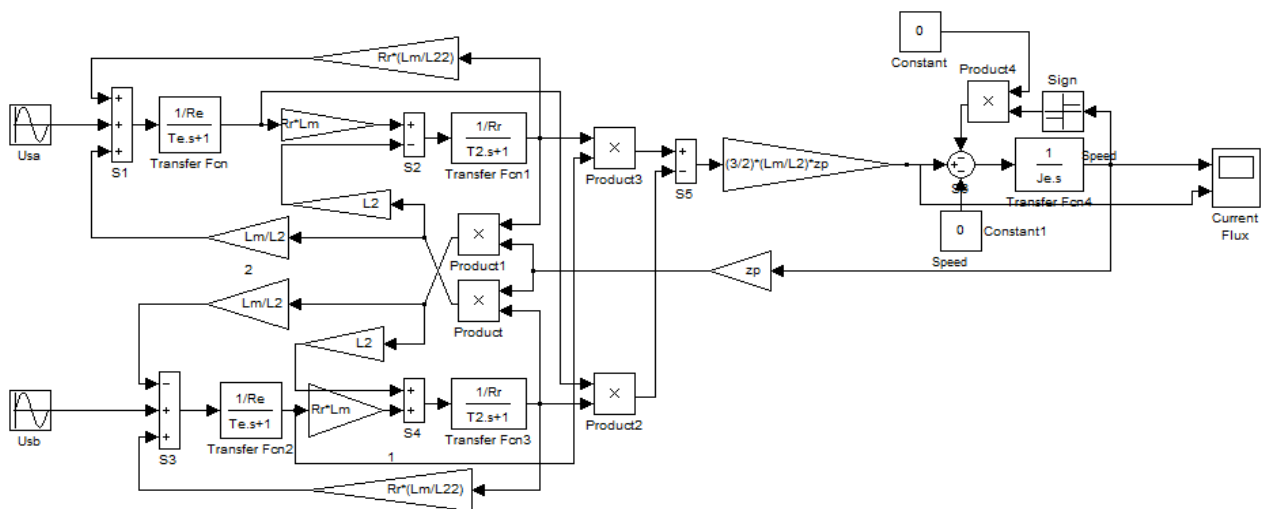 Rr*(Lm/L22)
0
Constant
Product4
Sign
Usa
+
+
+
S1
1/Re
Te.s+1
Transfer Fcn
Rr*Lm
+
−
S2
1/Rr
T2.s+1
Transfer Fcn1
×
Product3
+
−
S5
(3/2)*(Lm/L2)*zp
×
−
+
−
1
Je.s
Transfer Fcn4
Speed
Current
Flux
L2
Lm/L2
2
×
Product1
0
Constant1
Speed
zp
Lm/L2
×
Product
L2
Usb
−
+
+
S3
1/Re
Te.s+1
Transfer Fcn2
Rr*Lm
+
+
S4
1/Rr
T2.s+1
Transfer Fcn3
×
Product2
1
Rr*(Lm/L22)